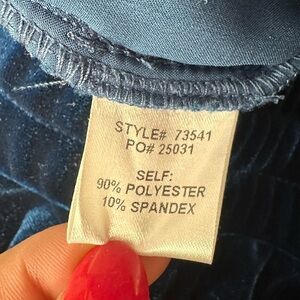 STYLE# 73541
PO# 25031
SELF:
90% POLYESTER
10% SPANDEX